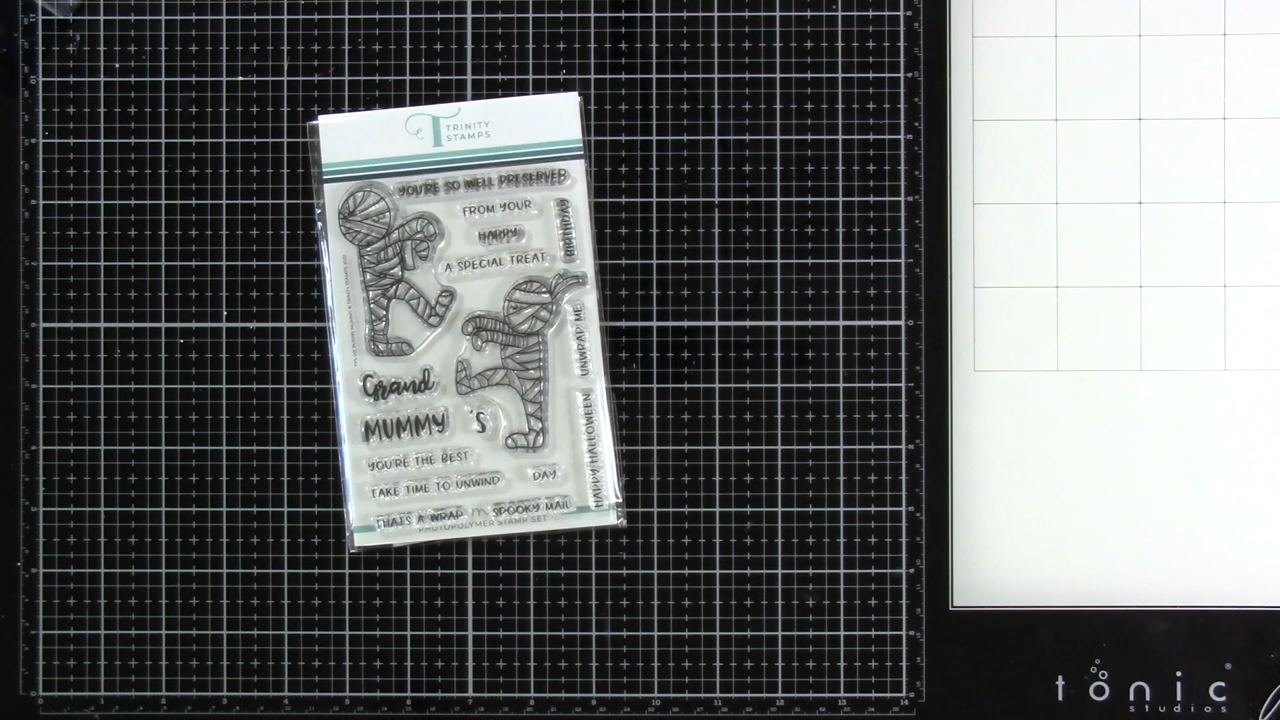 TRINITY
STAMPS
YOU'RE SO WELL PRESERVED
FROM YOUR
HAPPY
BIRTHDAY
A SPECIAL TREAT
UNWRAP ME
Grand
MUMMY 'S
HAPPY HALLOWEEN
YOU'RE THE BEST
DAY
TAKE TIME TO UNWIND
THAT'S A WRAP
SPOOKY MAIL
PHOTOPOLYMER STAMP SET
tonic
studios